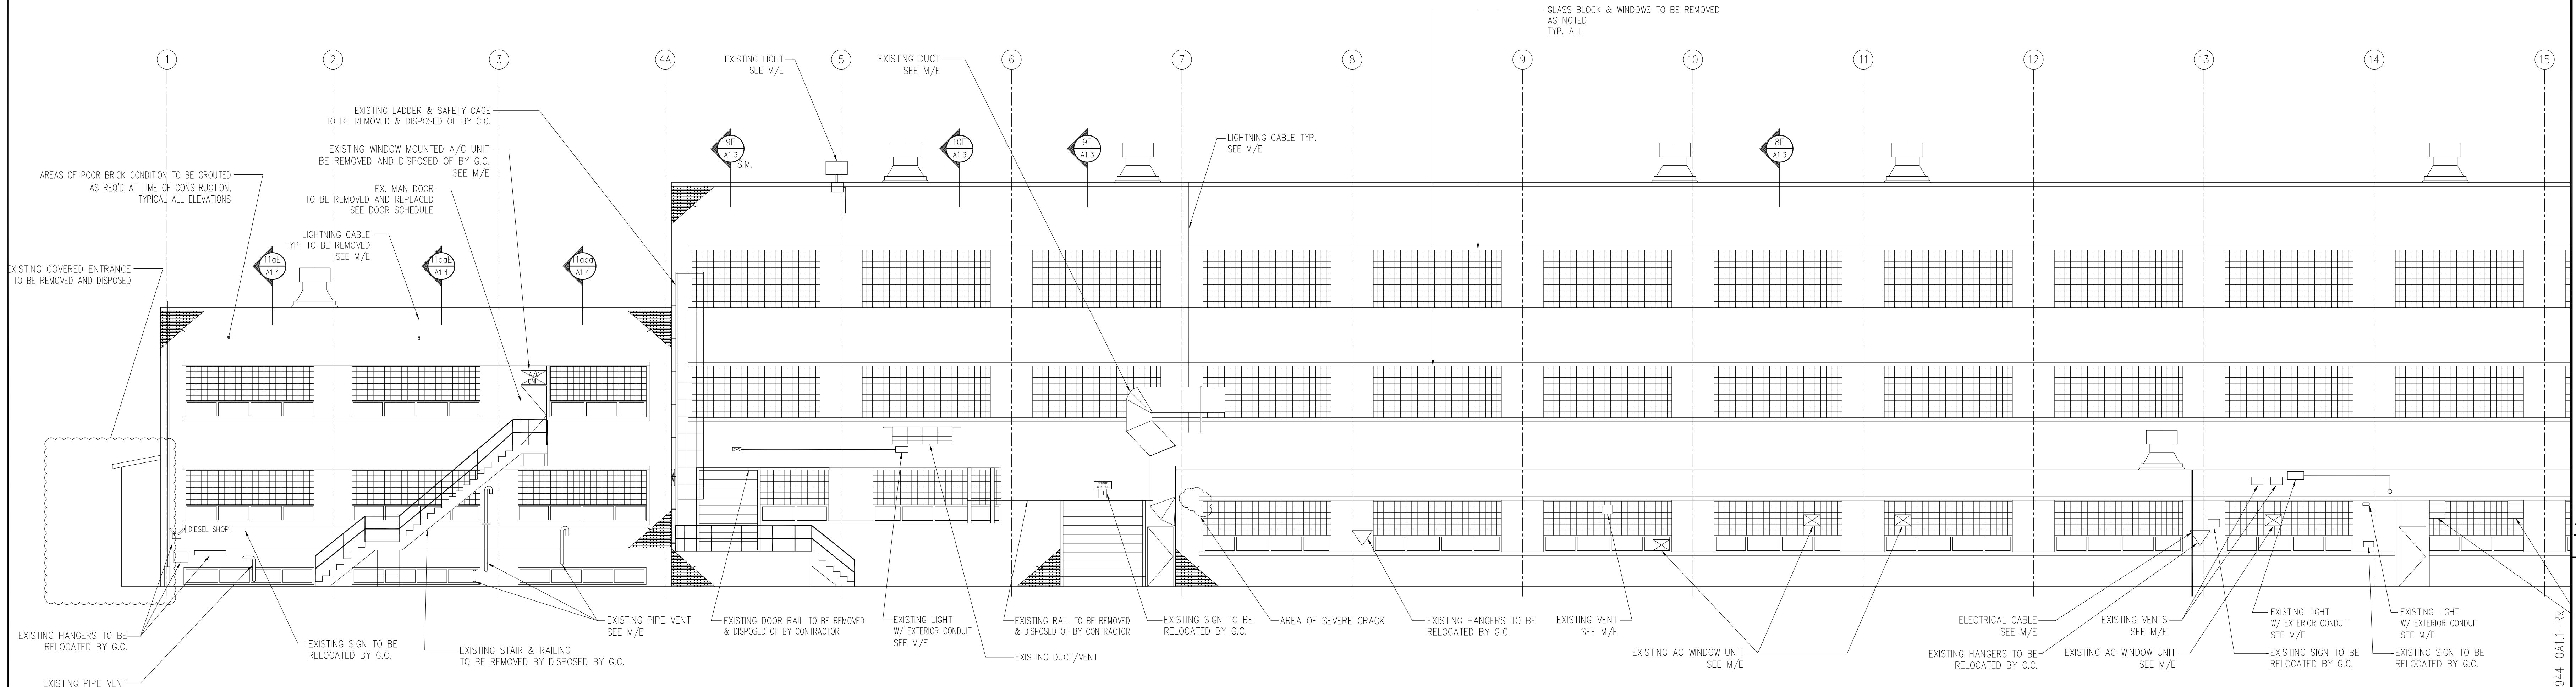 GLASS BLOCK & WINDOWS TO BE REMOVED
AS NOTED
TYP. ALL
1
2
3
4A
5
6
7
8
9
10
11
12
13
14
15
EXISTING LIGHT
SEE M/E
EXISTING DUCT
SEE M/E
EXISTING LADDER & SAFETY CAGE
TO BE REMOVED & DISPOSED OF BY G.C.
EXISTING WINDOW MOUNTED A/C UNIT
BE REMOVED AND DISPOSED OF BY G.C.
SEE M/E
AREAS OF POOR BRICK CONDITION TO BE GROUTED
AS REQ'D AT TIME OF CONSTRUCTION,
TYPICAL ALL ELEVATIONS
EX. MAN DOOR
TO BE REMOVED AND REPLACED
SEE DOOR SCHEDULE
LIGHTNING CABLE
TYP. TO BE REMOVED
SEE M/E
EXISTING COVERED ENTRANCE
TO BE REMOVED AND DISPOSED
9E
A1.3
SIM.
10E
A1.3
9E
A1.3
LIGHTNING CABLE TYP.
SEE M/E
8E
A1.3
11aE
A1.4
11aaE
A1.4
11aaa
A1.4
A/C
UNIT
DIESEL SHOP
1
EXISTING HANGERS TO BE
RELOCATED BY G.C.
EXISTING PIPE VENT
EXISTING SIGN TO BE
RELOCATED BY G.C.
EXISTING STAIR & RAILING
TO BE REMOVED BY DISPOSED BY G.C.
EXISTING PIPE VENT
SEE M/E
EXISTING DOOR RAIL TO BE REMOVED
& DISPOSED OF BY CONTRACTOR
EXISTING LIGHT
W/ EXTERIOR CONDUIT
SEE M/E
EXISTING DUCT/VENT
EXISTING RAIL TO BE REMOVED
& DISPOSED OF BY CONTRACTOR
EXISTING SIGN TO BE
RELOCATED BY G.C.
AREA OF SEVERE CRACK
EXISTING HANGERS TO BE
RELOCATED BY G.C.
EXISTING VENT
SEE M/E
EXISTING AC WINDOW UNIT
SEE M/E
ELECTRICAL CABLE
SEE M/E
EXISTING HANGERS TO BE
RELOCATED BY G.C.
EXISTING VENTS
SEE M/E
EXISTING AC WINDOW UNIT
SEE M/E
EXISTING LIGHT
W/ EXTERIOR CONDUIT
SEE M/E
EXISTING SIGN TO BE
RELOCATED BY G.C.
EXISTING LIGHT
W/ EXTERIOR CONDUIT
SEE M/E
EXISTING SIGN TO BE
RELOCATED BY G.C.
944-0A1.1-Rx